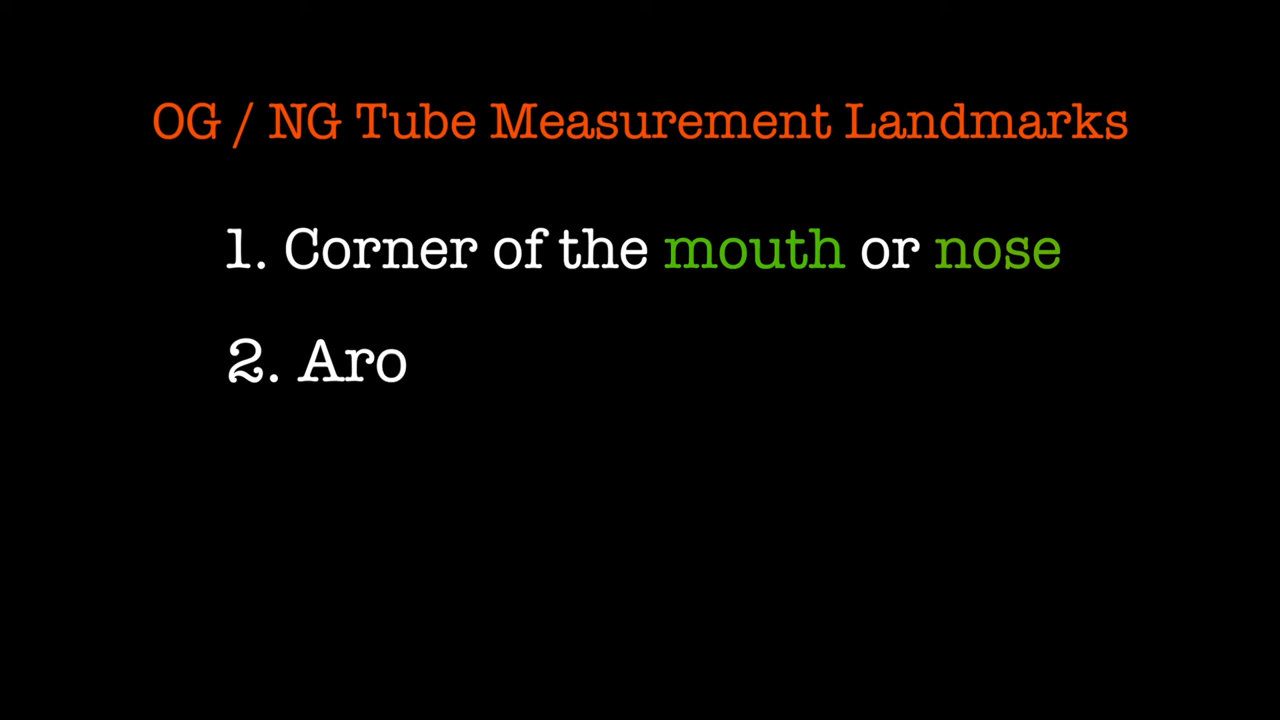 OG / NG Tube Measurement Landmarks
1. Corner of the mouth or nose
2. Aro